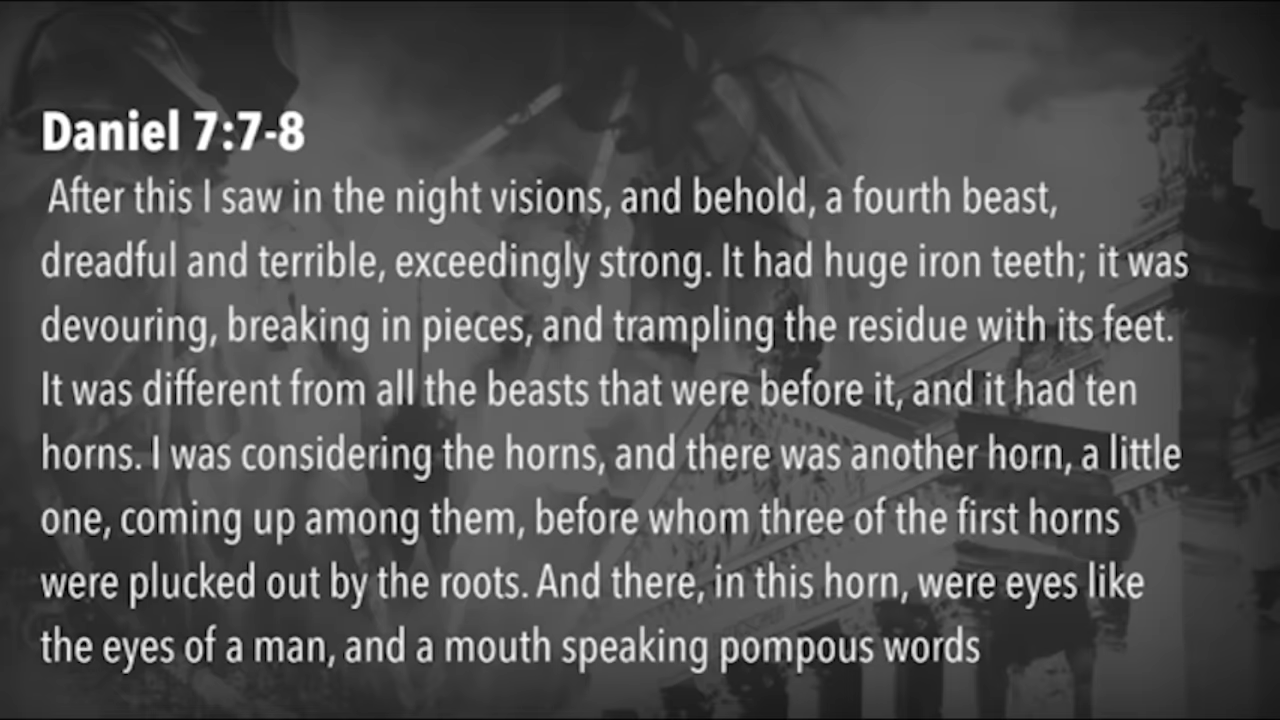 Daniel 7:7-8
After this I saw in the night visions, and behold, a fourth beast,
dreadful and terrible, exceedingly strong. It had huge iron teeth; it was
devouring, breaking in pieces, and trampling the residue with its feet.
It was different from all the beasts that were before it, and it had ten
horns. I was considering the horns, and there was another horn, a little
one, coming up among them, before whom three of the first horns
were plucked out by the roots. And there, in this horn, were eyes like
the eyes of a man, and a mouth speaking pompous words